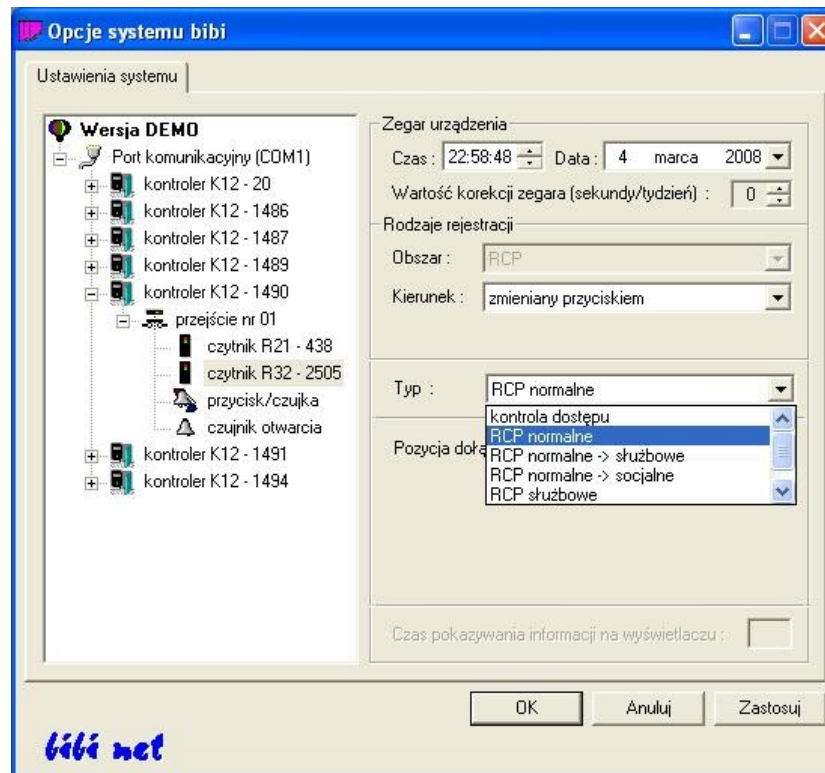 Opcje systemu bibi
Ustawienia systemu
Wersja DEMO
Port komunikacyjny (COM1)
kontroler K12 - 20
kontroler K12 - 1486
kontroler K12 - 1487
kontroler K12 - 1489
kontroler K12 - 1490
przejście nr 01
czytnik R21 - 438
czytnik R32 - 2505
przycisk/czujka
czujnik otwarcia
kontroler K12 - 1491
kontroler K12 - 1494
Zegar urządzenia
Czas : 22:58:48 Data : 4 marca 2008
Wartość korekcji zegara (sekundy/tydzień) : 0
Rodzaje rejestracji
Obszar : RCP
Kierunek : zmieniany przyciskiem
Typ : RCP normalne
kontrola dostępu
RCP normalne
RCP normalne -> służbowe
RCP normalne -> socjalne
RCP służbowe
Pozycja
Czas pokazywania informacji na wyświetlaczu :
OK Anuluj Zastosuj
bibi net